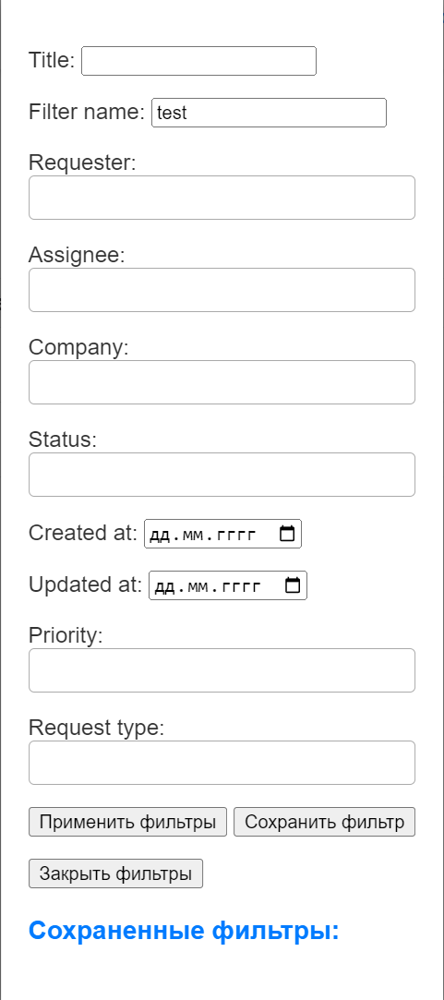 Title:
Filter name: test
Requester:
Assignee:
Company:
Status:
Created at: дд.мм.гггг
Updated at: дд.мм.гггг
Priority:
Request type:
Применить фильтры Сохранить фильтр
Закрыть фильтры
Сохраненные фильтры: